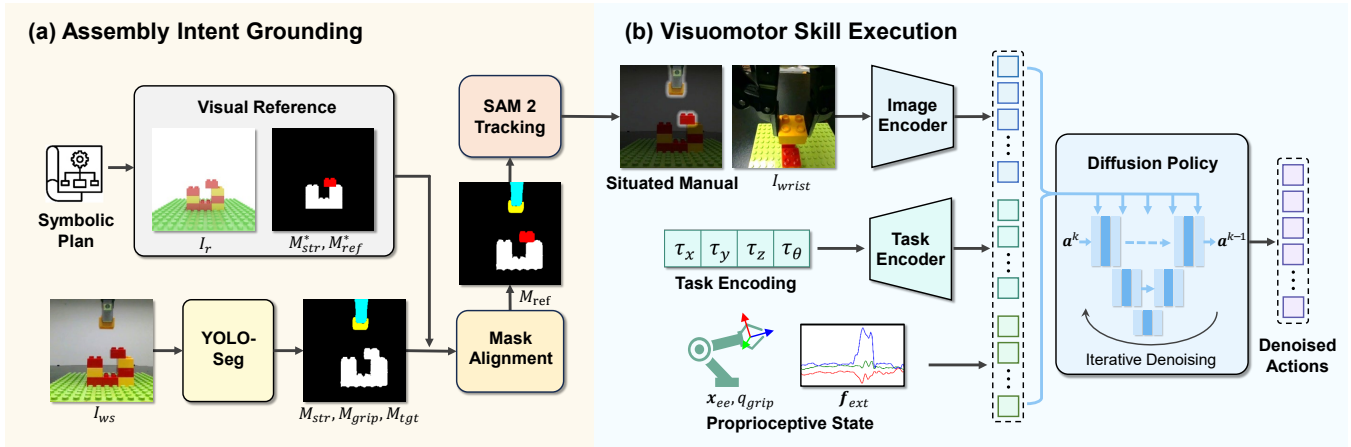 (a) Assembly Intent Grounding
Visual Reference
Symbolic
Plan
I_r
M*_str, M*_ref
I_ws
YOLO-
Seg
M_str, M_grip, M_tgt
Mask
Alignment
M_ref
SAM 2
Tracking
(b) Visuomotor Skill Execution
Situated Manual
I_wrist
Image
Encoder
τ_x τ_y τ_z τ_θ
Task Encoding
Task
Encoder
x_ee, q_grip
f_ext
Proprioceptive State
Diffusion Policy
a^k
a^k-1
Iterative Denoising
Denoised
Actions